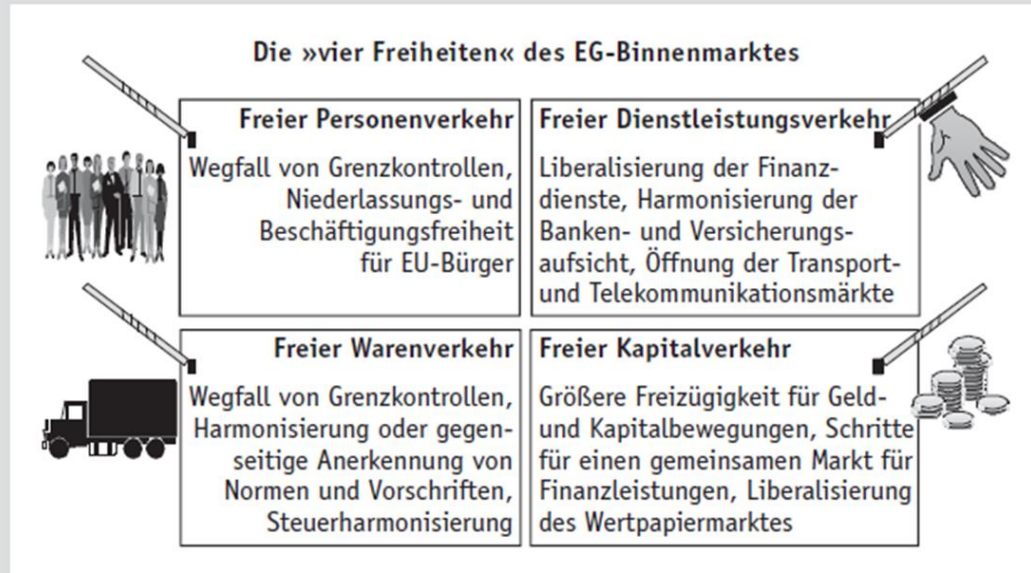 Die »vier Freiheiten« des EG-Binnenmarktes
Freier Personenverkehr
Wegfall von Grenzkontrollen,
Niederlassungs- und
Beschäftigungsfreiheit
für EU-Bürger
Freier Dienstleistungsverkehr
Liberalisierung der Finanz-
dienste, Harmonisierung der
Banken- und Versicherungs-
aufsicht, Öffnung der Transport-
und Telekommunikationsmärkte
Freier Warenverkehr
Wegfall von Grenzkontrollen,
Harmonisierung oder gegen-
seitige Anerkennung von
Normen und Vorschriften,
Steuerharmonisierung
Freier Kapitalverkehr
Größere Freizügigkeit für Geld-
und Kapitalbewegungen, Schritte
für einen gemeinsamen Markt für
Finanzleistungen, Liberalisierung
des Wertpapiermarktes